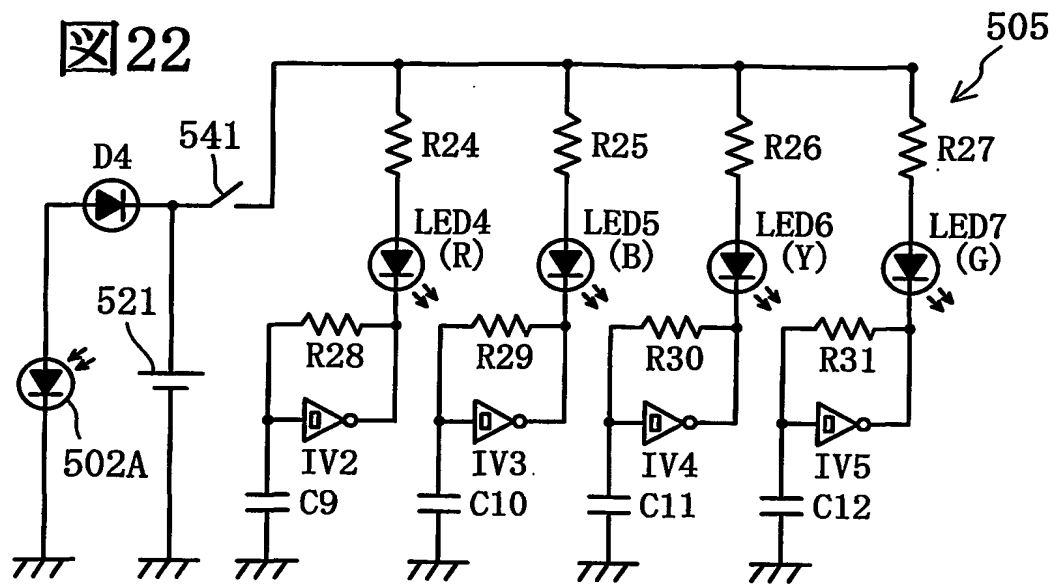 図22
505
541
D4
R24
R25
R26
R27
LED4
(R)
LED5
(B)
LED6
(Y)
LED7
(G)
521
R28
R29
R30
R31
502A
IV2
IV3
IV4
IV5
C9
C10
C11
C12